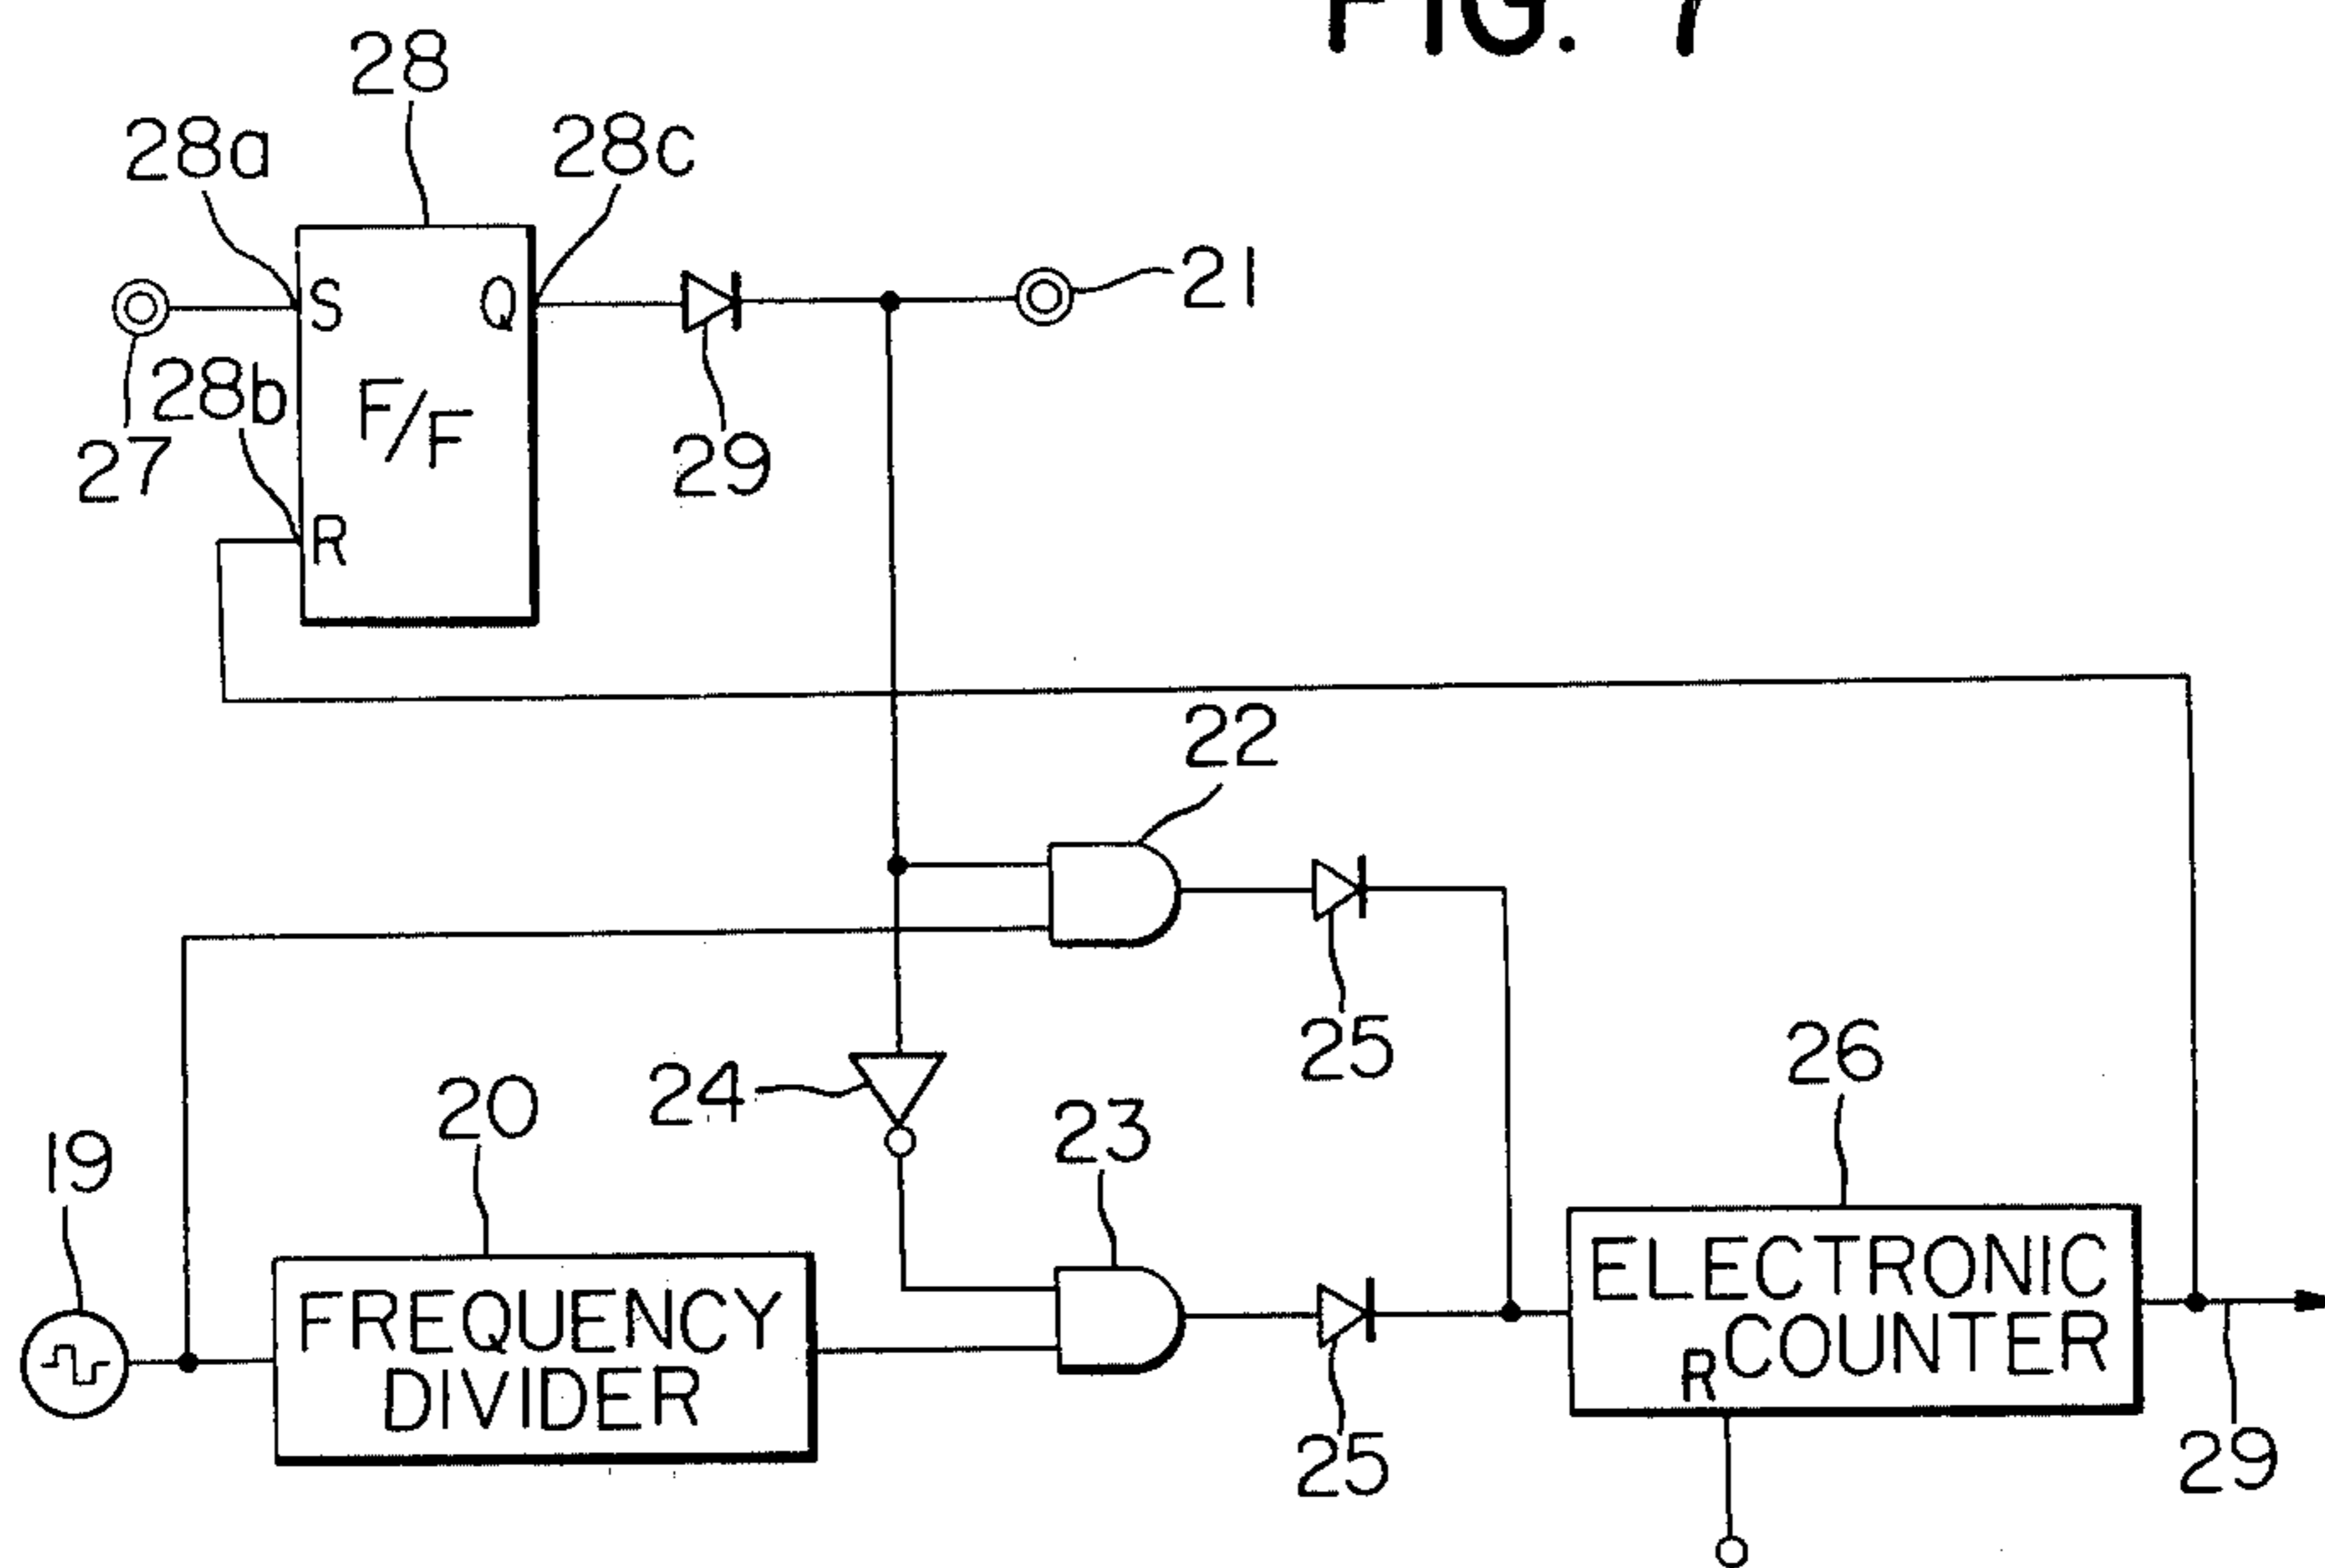 FIG. 7
28
28a
28c
S
Q
21
28b
F/F
27
29
R
22
25
26
24
20
23
19
ELECTRONIC
COUNTER
R
FREQUENCY
DIVIDER
25
29